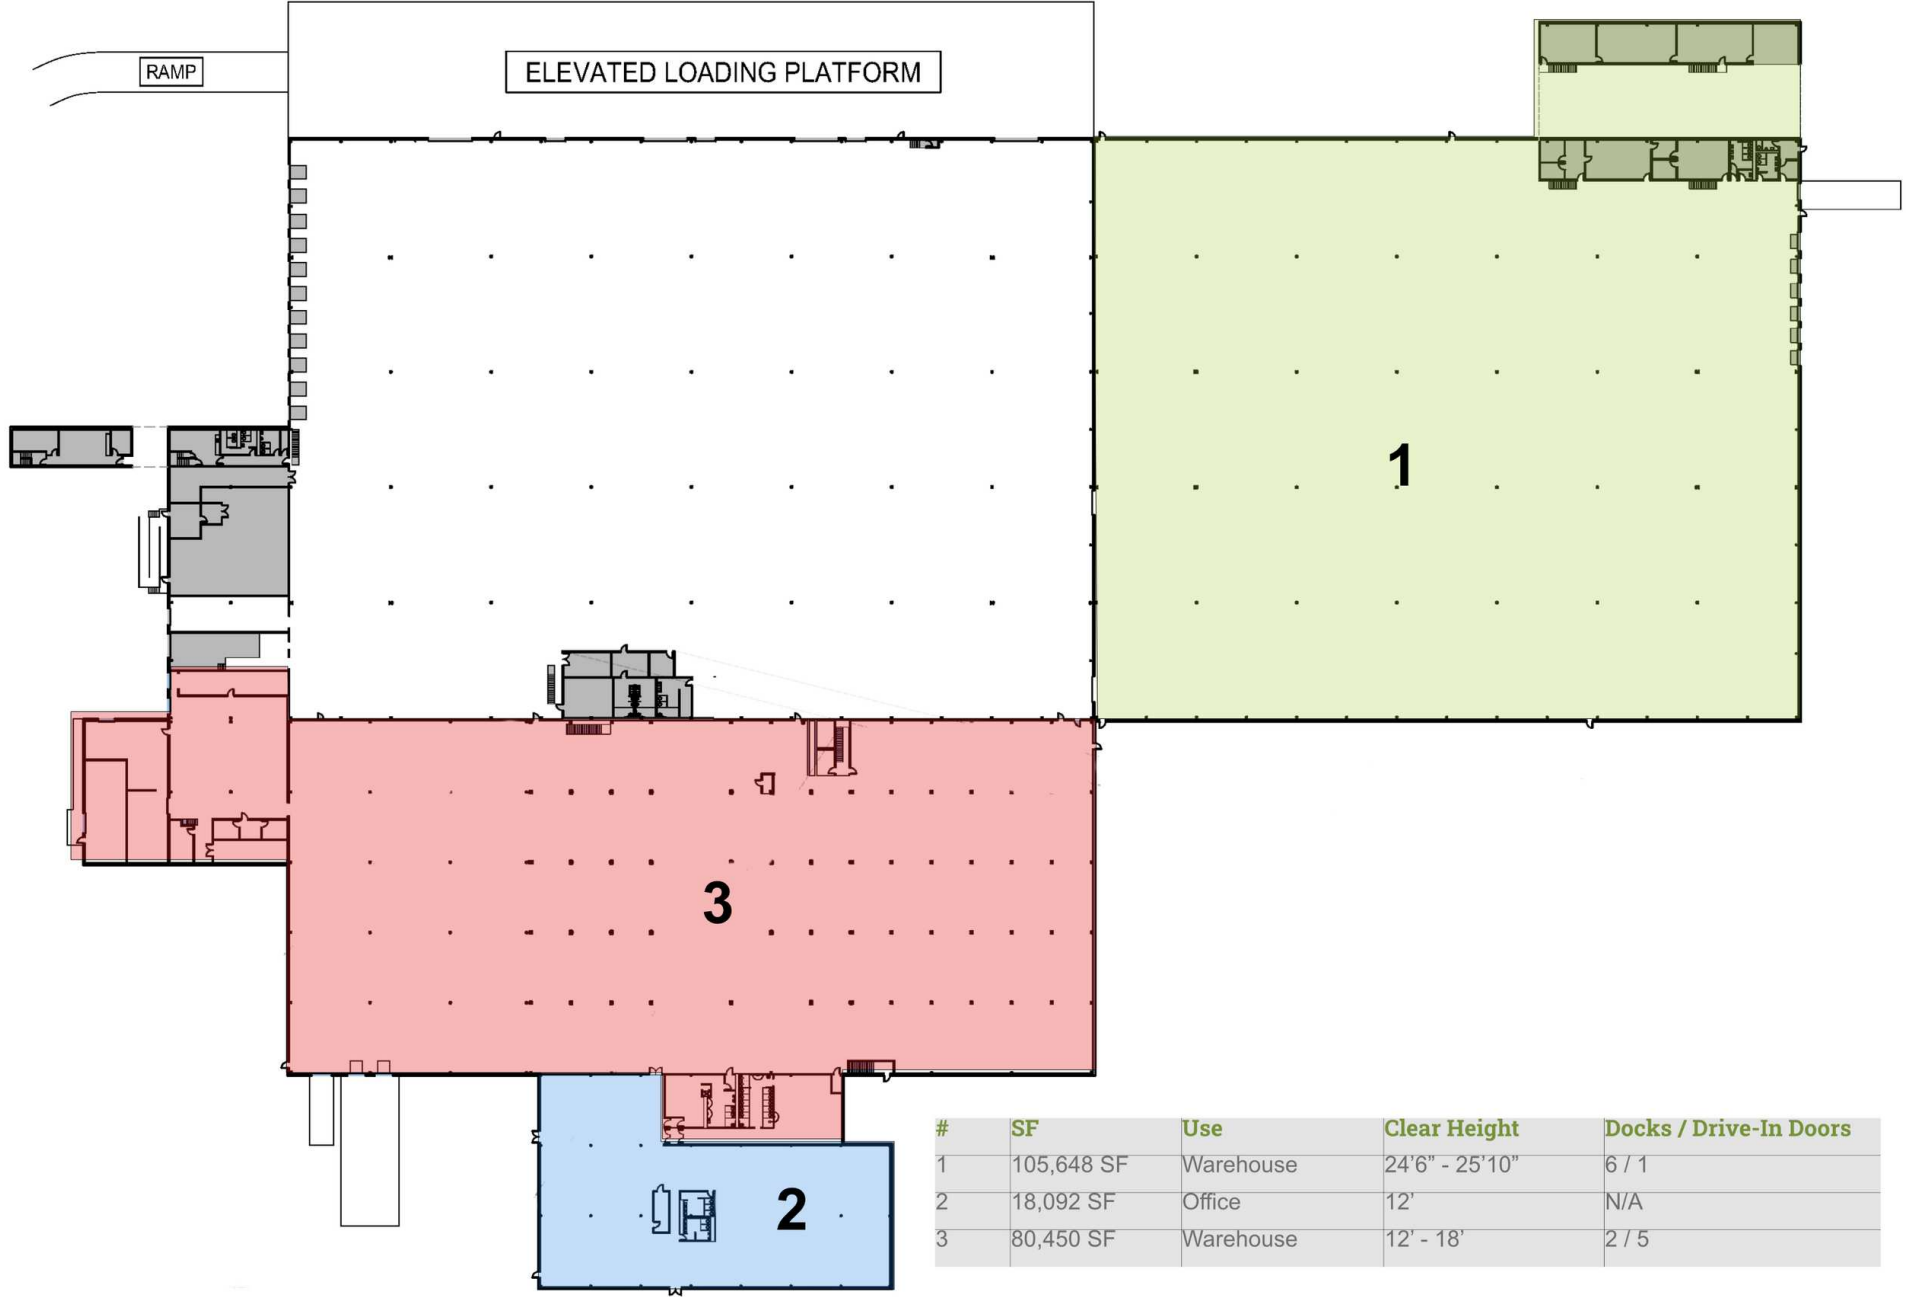 RAMP
ELEVATED LOADING PLATFORM
1
3
2
# SF Use Clear Height Docks / Drive-In Doors
1 105,648 SF Warehouse 24’6” - 25’10” 6 / 1
2 18,092 SF Office 12’ N/A
3 80,450 SF Warehouse 12’ - 18’ 2 / 5